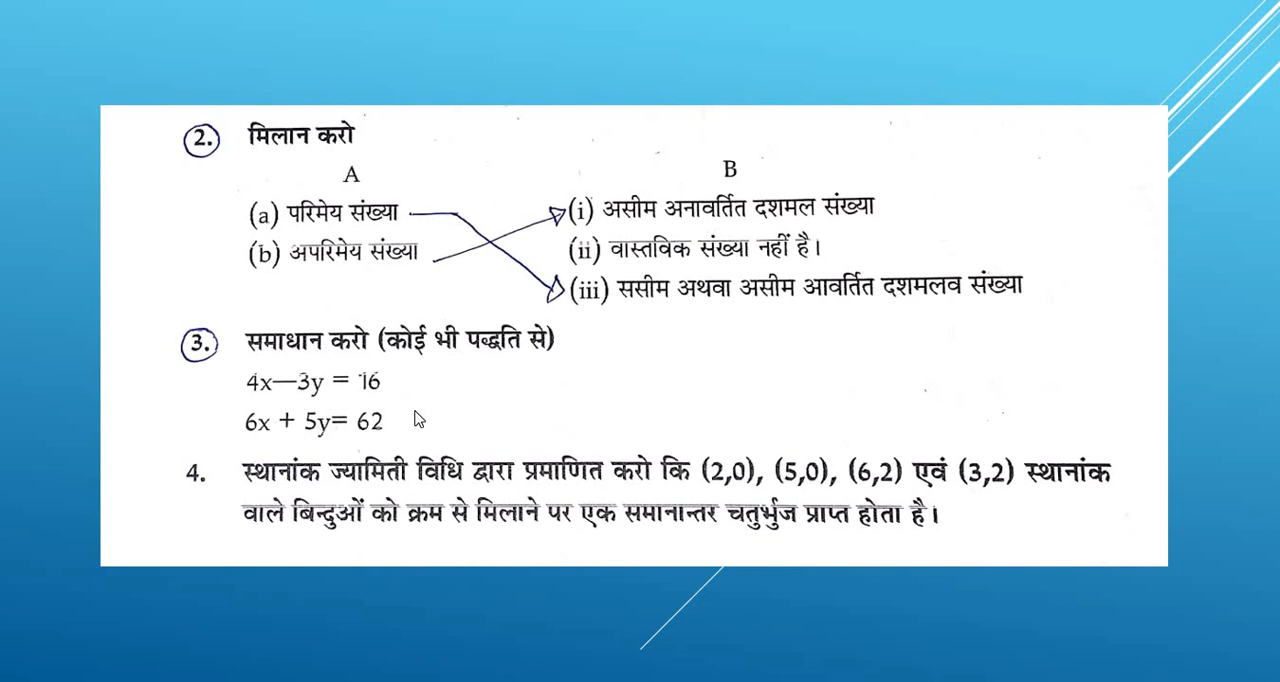 2. मिलान करो
A B
(a) परिमेय संख्या (i) असीम अनावर्तित दशमल संख्या
(b) अपरिमेय संख्या (ii) वास्तविक संख्या नहीं है।
(iii) ससीम अथवा असीम आवर्तित दशमलव संख्या
3. समाधान करो (कोई भी पद्धति से)
4x—3y = 16
6x + 5y= 62
4. स्थानांक ज्यामिती विधि द्वारा प्रमाणित करो कि (2,0), (5,0), (6,2) एवं (3,2) स्थानांक
वाले बिन्दुओं को क्रम से मिलाने पर एक समानान्तर चतुर्भुज प्राप्त होता है।